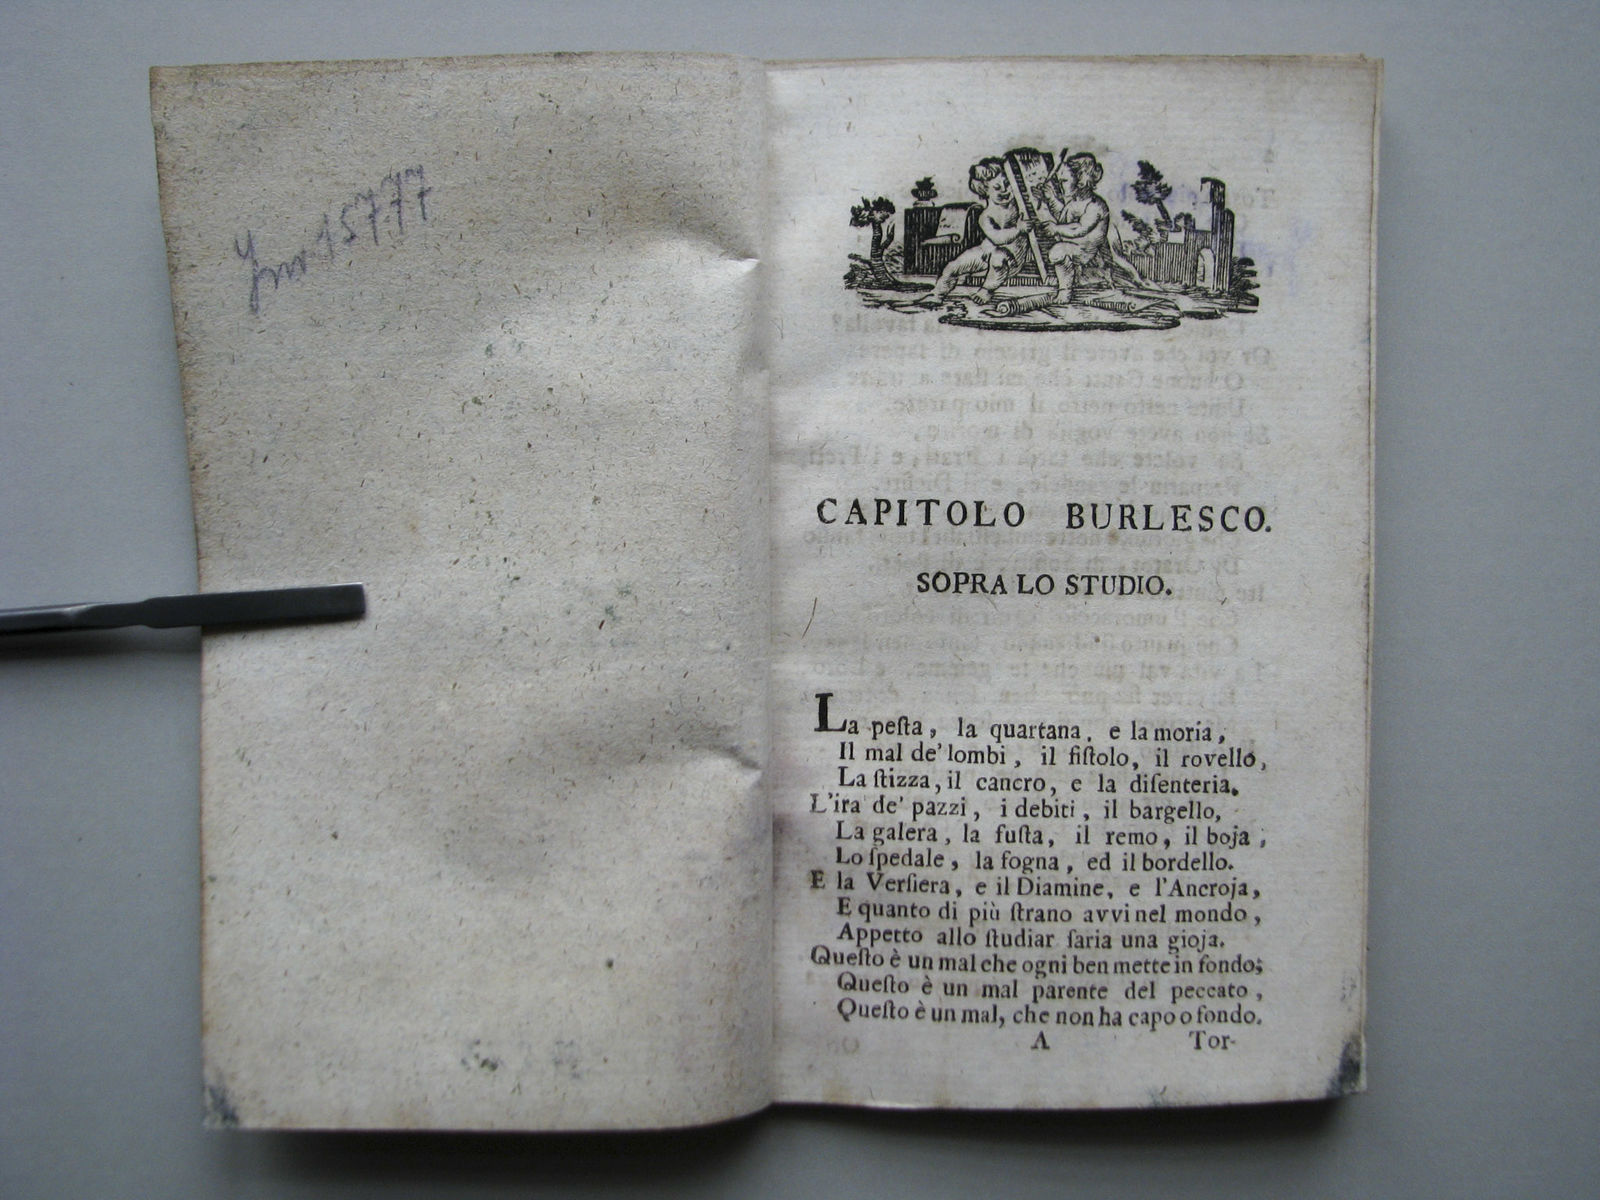 Jnv 15777
CAPITOLO BURLESCO.
SOPRA LO STUDIO.
La peſta, la quartana, e la moria,
Il mal de' lombi, il fiſtolo, il rovello,
La ſtizza, il cancro, e la diſenteria.
L'ira de' pazzi, i debiti, il bargello,
La galera, la fuſta, il remo, il boja,
Lo ſpedale, la fogna, ed il bordello.
E la Verſiera, e il Diamine, e l'Ancroja,
E quanto di più ſtrano avvi nel mondo,
Appetto allo ſtudiar ſaria una gioja.
Queſto è un mal che ogni ben mette in fondo;
Queſto è un mal parente del peccato,
Queſto è un mal, che non ha capo o fondo.
A Tor-